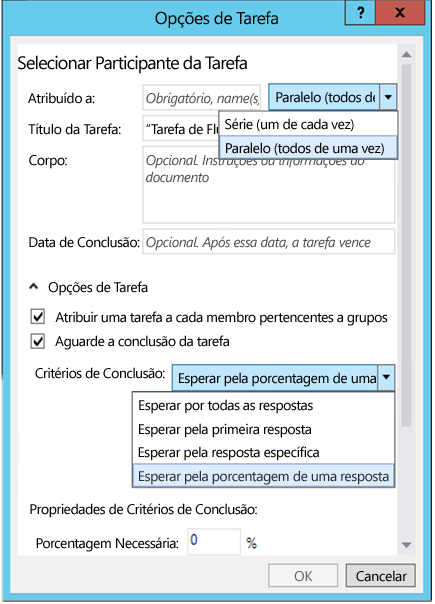 Opções de Tarefa
?
x
Selecionar Participante da Tarefa
Atribuído a: Obrigatório, name(s, Paralelo (todos de
Série (um de cada vez)
Título da Tarefa: "Tarefa de Flu
Paralelo (todos de uma vez)
Corpo: Opcional. Instruções ou informações do
documento
Data de Conclusão: Opcional. Após essa data, a tarefa vence
Opções de Tarefa
Atribuir uma tarefa a cada membro pertencentes a grupos
Aguarde a conclusão da tarefa
Critérios de Conclusão: Esperar pela porcentagem de uma
Esperar por todas as respostas
Esperar pela primeira resposta
Esperar pela resposta específica
Esperar pela porcentagem de uma resposta
Propriedades de Critérios de Conclusão:
Porcentagem Necessária: 0 %
OK Cancelar